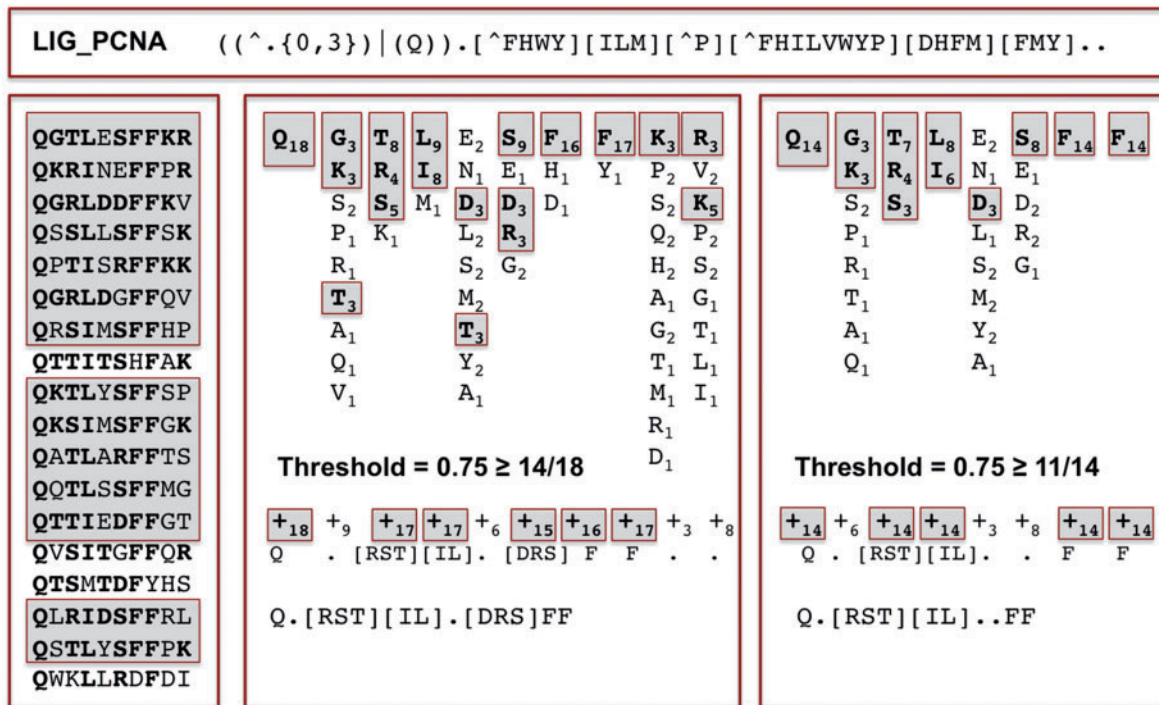 LIG_PCNA ((^.{0,3})|(Q)).[^FHWY][ILM][^P][^FHILVWYP][DHFM][FMY]..
QGTLESFFKR
QKRINEFFPR
QGRLDDFFKV
QSSLLSFFSK
QPTISRFFKK
QGRLDGFFQV
QRSIMSFFHP
QTTITSHFAK
QKTLYSFFSP
QKSIMSFFGK
QATLARFFTS
QQTLSSFFMG
QTTIEDFFGT
QVSITGFFQR
QTSMTDFYHS
QLRIDSFFRL
QSTLYSFFPK
QWKLLRDFDI
Q18 G3 T8 L9 E2 S9 F16 F17 K3 R3
K3 R4 I8 N1 E1 H1 Y1 P2 V2
S2 S5 M1 D3 D3 D1 S2 K5
P1 K1 L2 R3 Q2 P2
R1 S2 G2 H2 S2
T3 M2 A1 G1
A1 T3 G2 T1
Q1 Y2 T1 L1
V1 A1 M1 I1
R1
D1
Threshold = 0.75 ≥ 14/18
+18 +9 +17 +17 +6 +15 +16 +17 +3 +8
Q . [RST][IL]. [DRS] F F . .
Q.[RST][IL].[DRS]FF
Q14 G3 T7 L8 E2 S8 F14 F14
K3 R4 I6 N1 E1
S2 S3 D3 D2
P1 L1 R2
R1 S2 G1
T1 M2
A1 Y2
Q1 A1
Threshold = 0.75 ≥ 11/14
+14 +6 +14 +14 +3 +8 +14 +14
Q . [RST][IL]. . F F
Q.[RST][IL]..FF